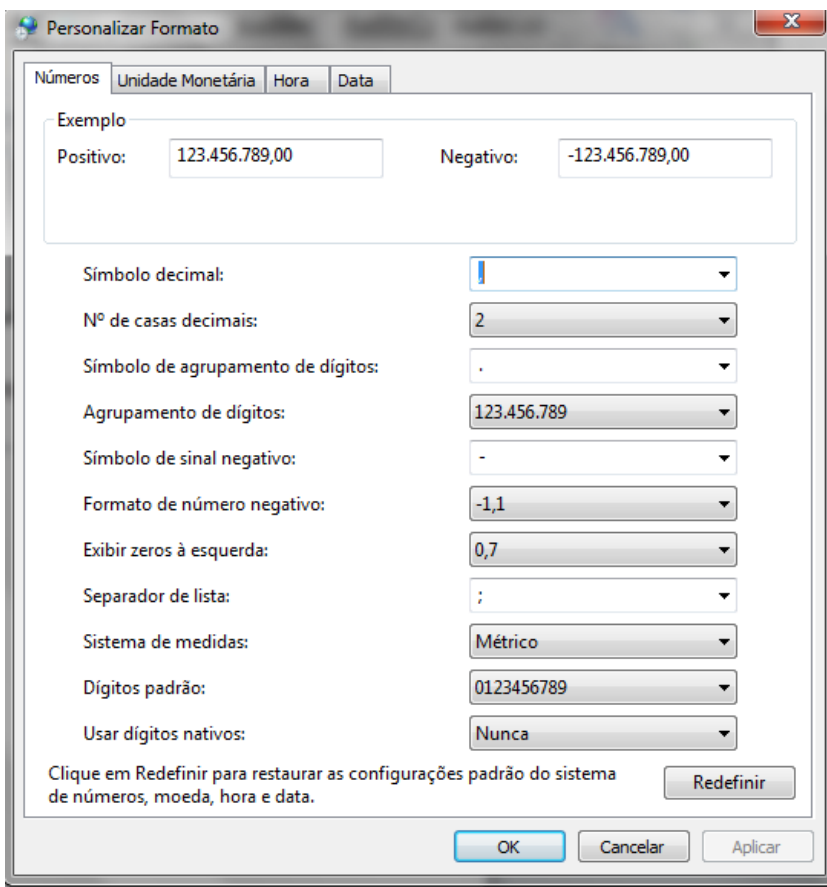 Personalizar Formato
Números Unidade Monetária Hora Data
Exemplo
Positivo: 123.456.789,00 Negativo: -123.456.789,00
Símbolo decimal: ,
Nº de casas decimais: 2
Símbolo de agrupamento de dígitos: .
Agrupamento de dígitos: 123.456.789
Símbolo de sinal negativo: -
Formato de número negativo: -1,1
Exibir zeros à esquerda: 0,7
Separador de lista: ;
Sistema de medidas: Métrico
Dígitos padrão: 0123456789
Usar dígitos nativos: Nunca
Clique em Redefinir para restaurar as configurações padrão do sistema
de números, moeda, hora e data.
Redefinir
OK Cancelar Aplicar